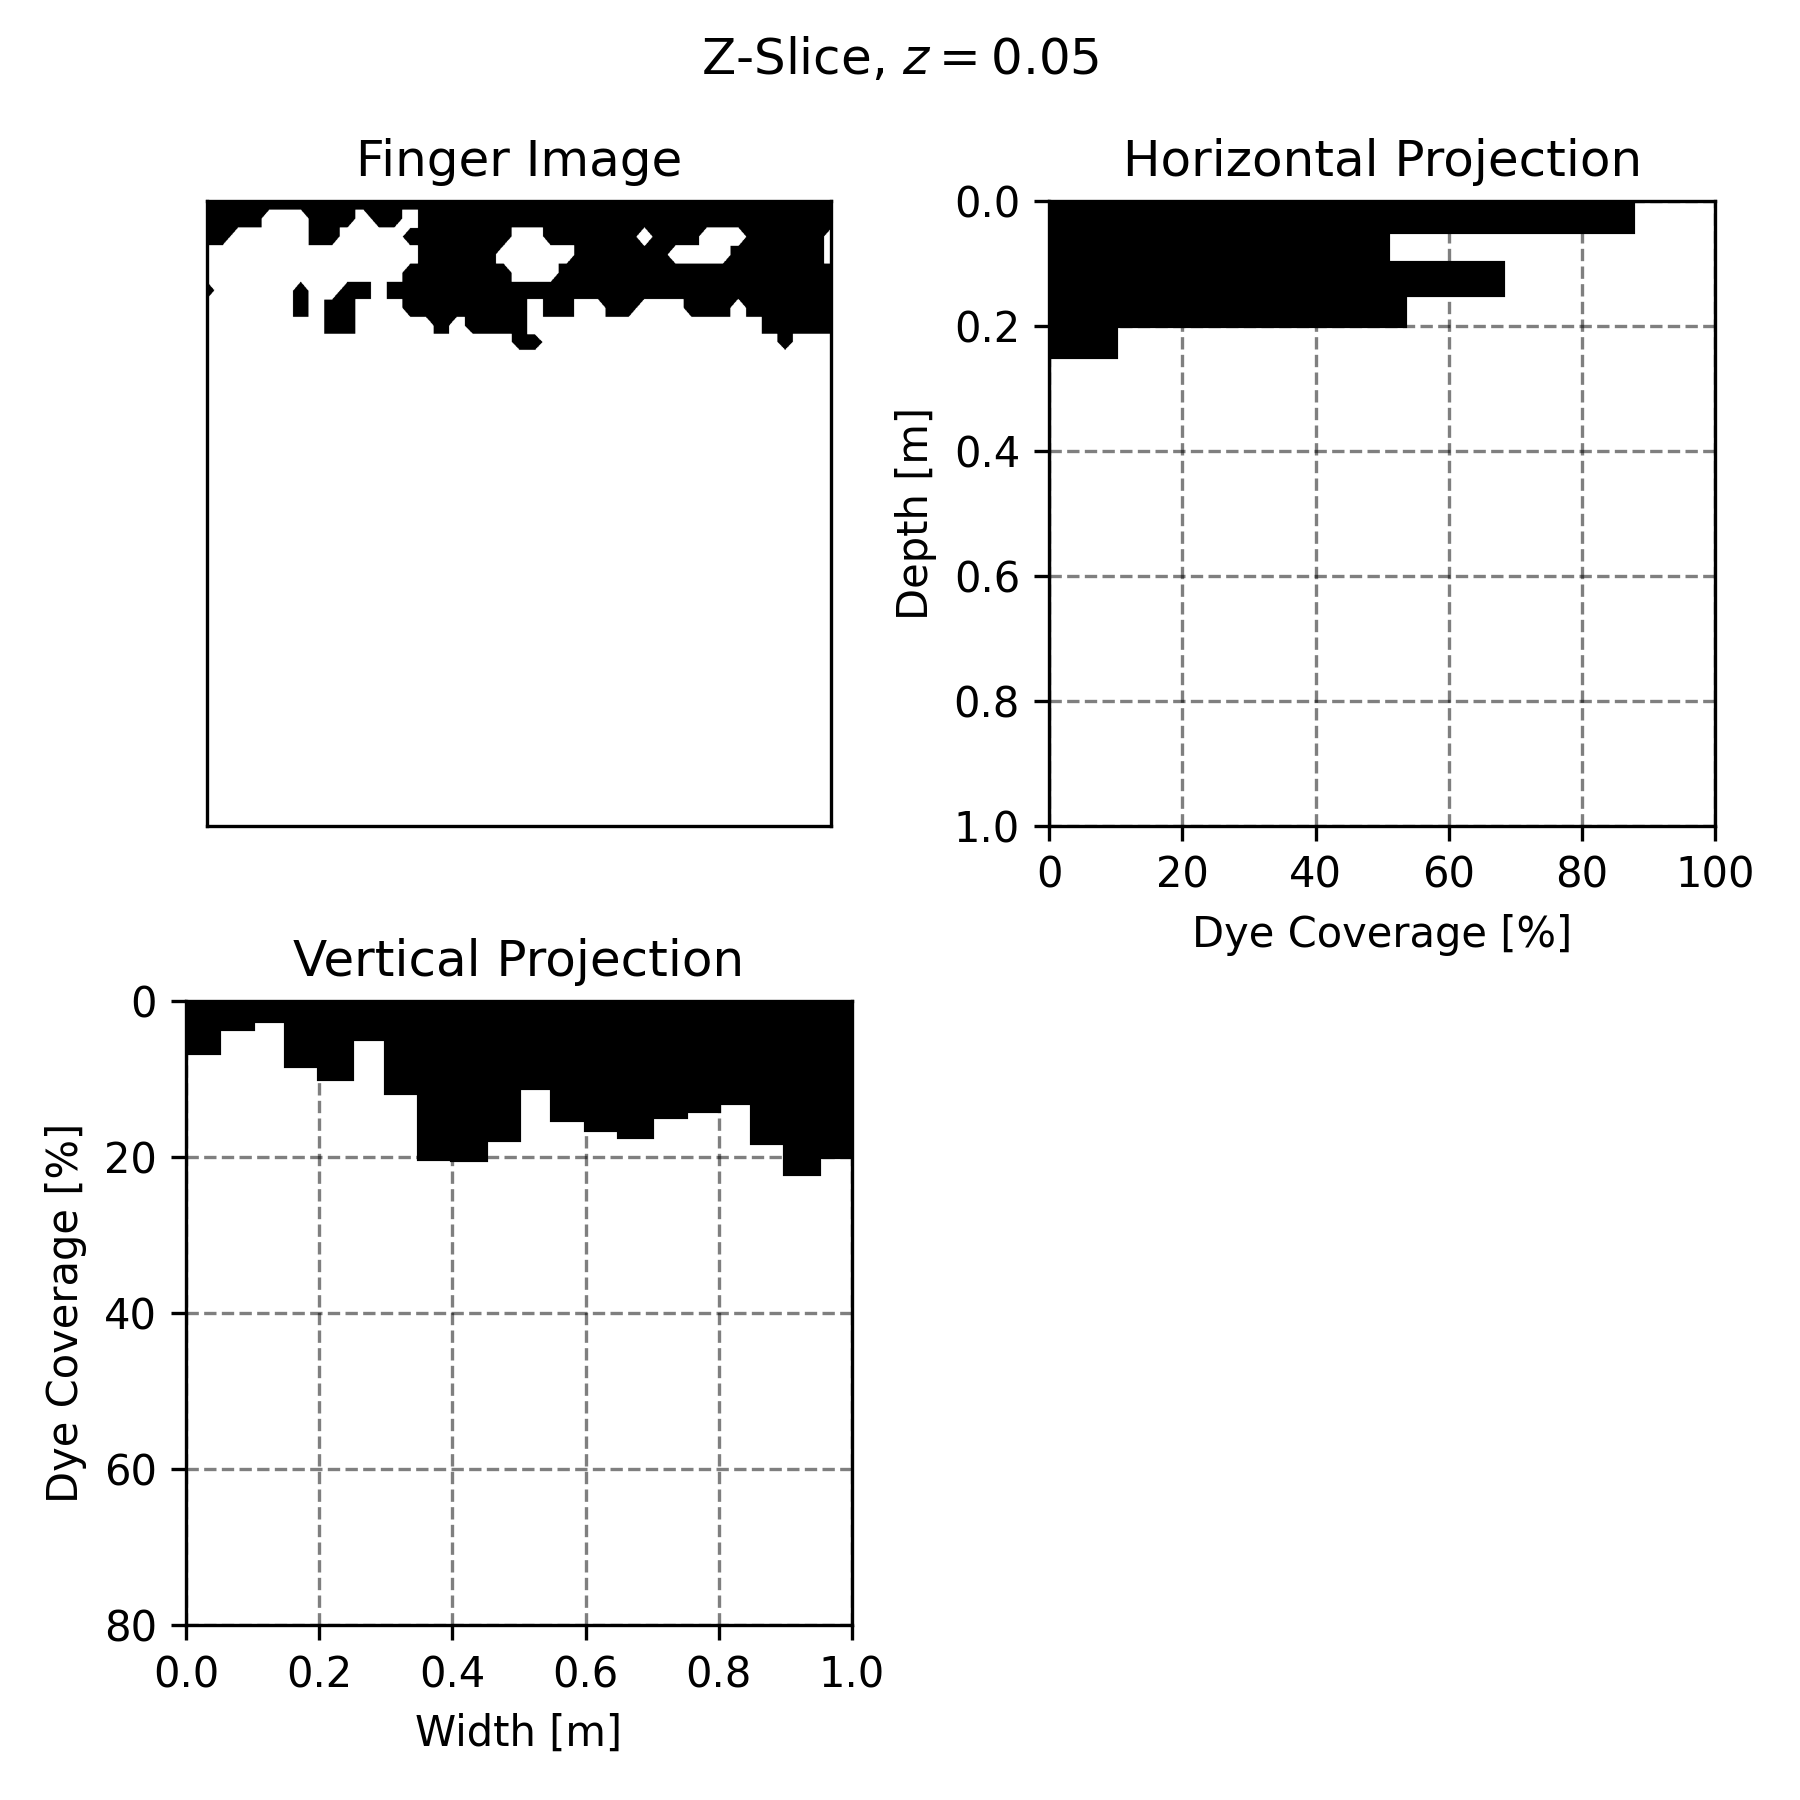 Z-Slice, z = 0.05
Finger Image
Horizontal Projection
0.0
0.2
0.4
0.6
0.8
1.0
Depth [m]
0 20 40 60 80 100
Dye Coverage [%]
Vertical Projection
0
20
40
60
80
Dye Coverage [%]
0.0 0.2 0.4 0.6 0.8 1.0
Width [m]